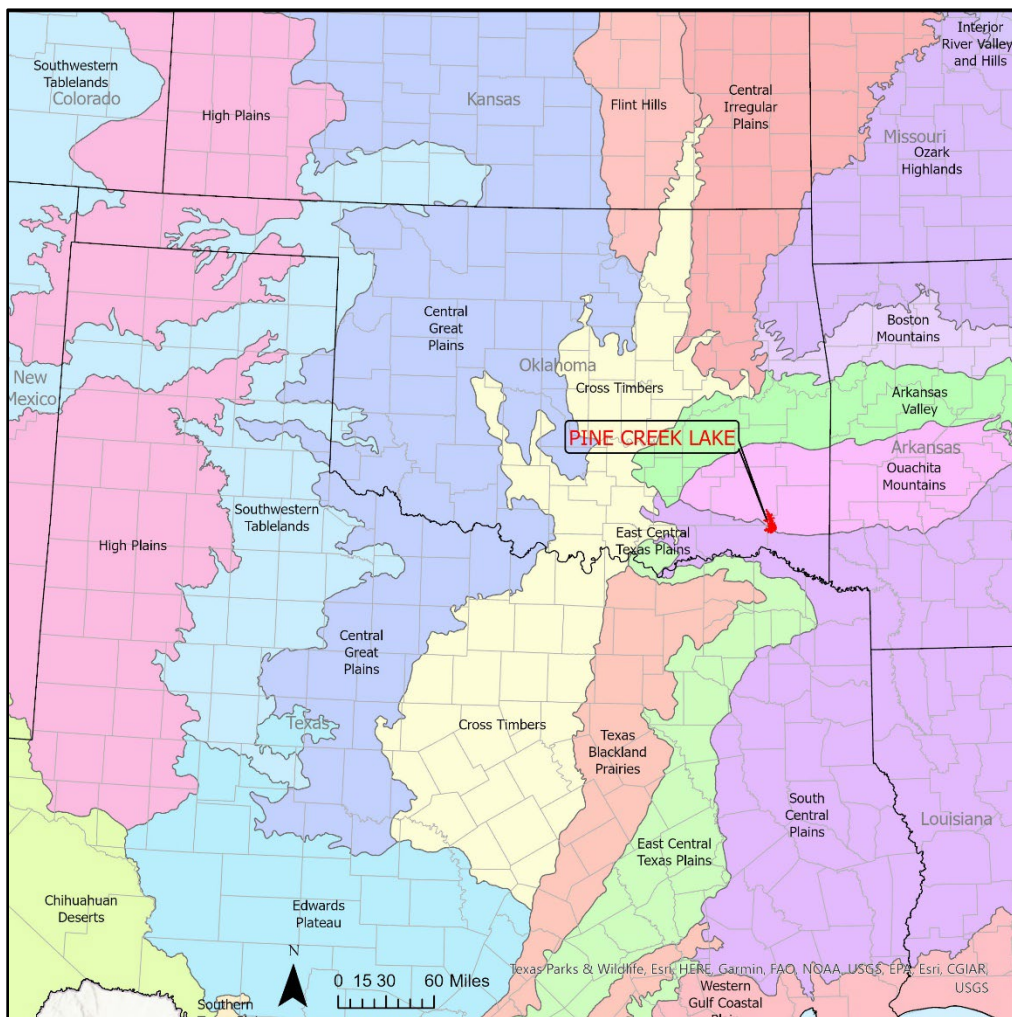 Interior
River Valley
and Hills
Southwestern
Tablelands
Colorado
High Plains
Kansas
Flint Hills
Central
Irregular
Plains
Missouri
Ozark
Highlands
Central
Great
Plains
Oklahoma
Cross Timbers
Boston
Mountains
New
Mexico
Arkansas
Valley
PINE CREEK LAKE
Arkansas
Ouachita
Mountains
High Plains
Southwestern
Tablelands
East Central
Texas Plains
Central
Great
Plains
Texas
Cross Timbers
Texas
Blackland
Prairies
South
Central
Plains
Louisiana
East Central
Texas Plains
Chihuahuan
Deserts
Edwards
Plateau
N
0 15 30 60 Miles
Texas Parks & Wildlife, Esri, HERE, Garmin, FAO, NOAA, USGS, EPA, Esri, CGIAR,
USGS
Western
Gulf Coastal
Southern